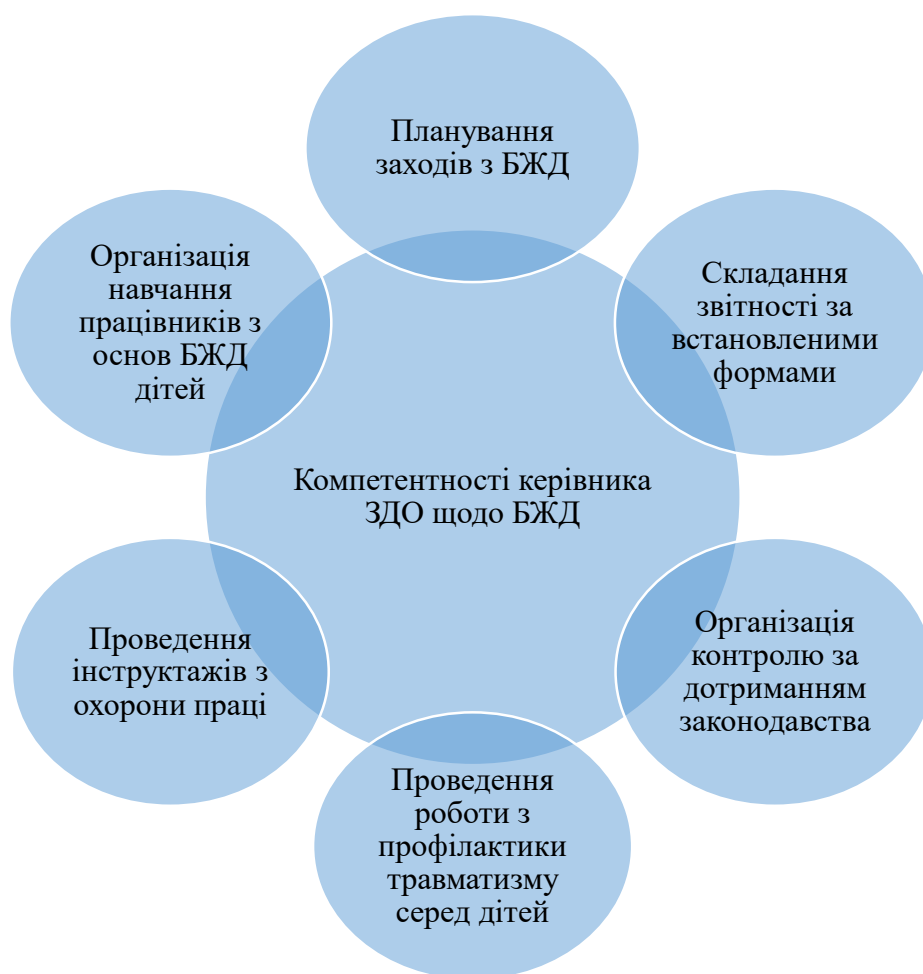 Планування
заходів з БЖД
Організація
навчання
працівників з
основ БЖД
дітей
Складання
звітності за
встановленими
формами
Компетентності керівника
ЗДО щодо БЖД
Проведення
інструктажів з
охорони праці
Організація
контролю за
дотриманням
законодавства
Проведення
роботи з
профілактики
травматизму
серед дітей